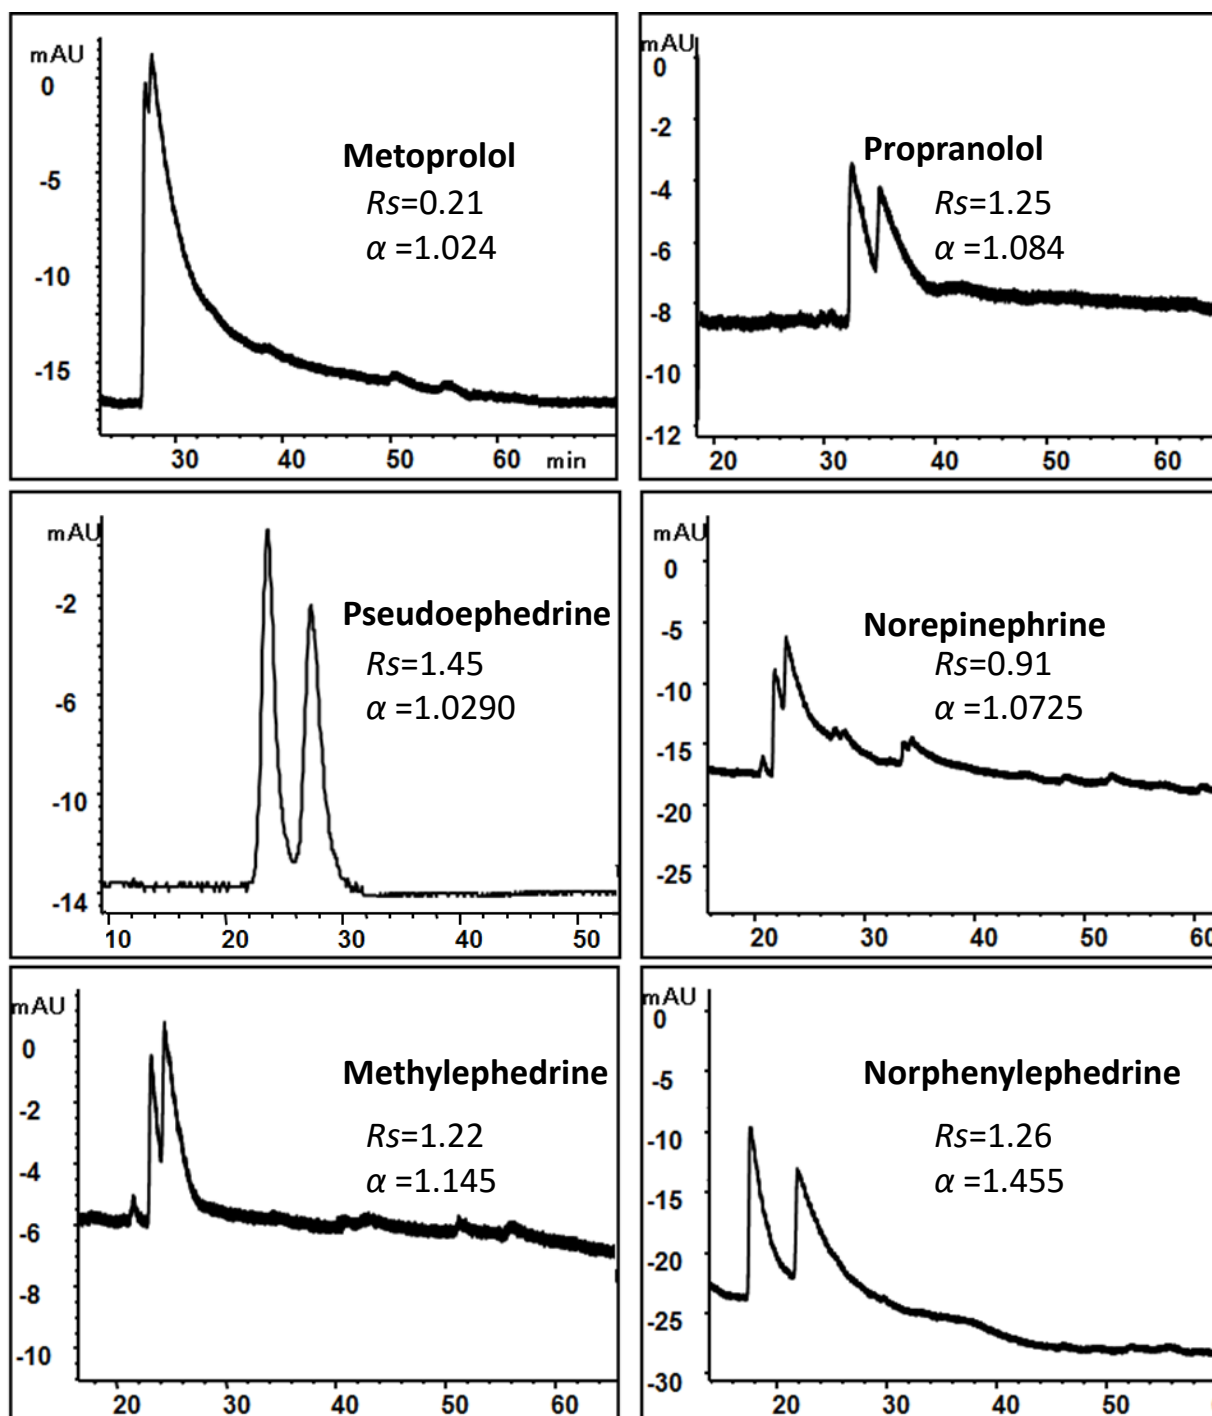 mAU
0
-5
-10
-15
30
40
50
60
min
Metoprolol
Rs=0.21
α =1.024
mAU
0
-2
-4
-6
-8
-10
-12
20
30
40
50
60
Propranolol
Rs=1.25
α =1.084
mAU
-2
-6
-10
-14
10
20
30
40
50
Pseudoephedrine
Rs=1.45
α =1.0290
mAU
0
-5
-10
-15
-20
-25
20
30
40
50
60
Norepinephrine
Rs=0.91
α =1.0725
mAU
0
-2
-4
-6
-8
-10
20
30
40
50
60
Methylephedrine
Rs=1.22
α =1.145
mAU
0
-5
-10
-15
-20
-25
-30
20
30
40
50
Norphenylephedrine
Rs=1.26
α =1.455